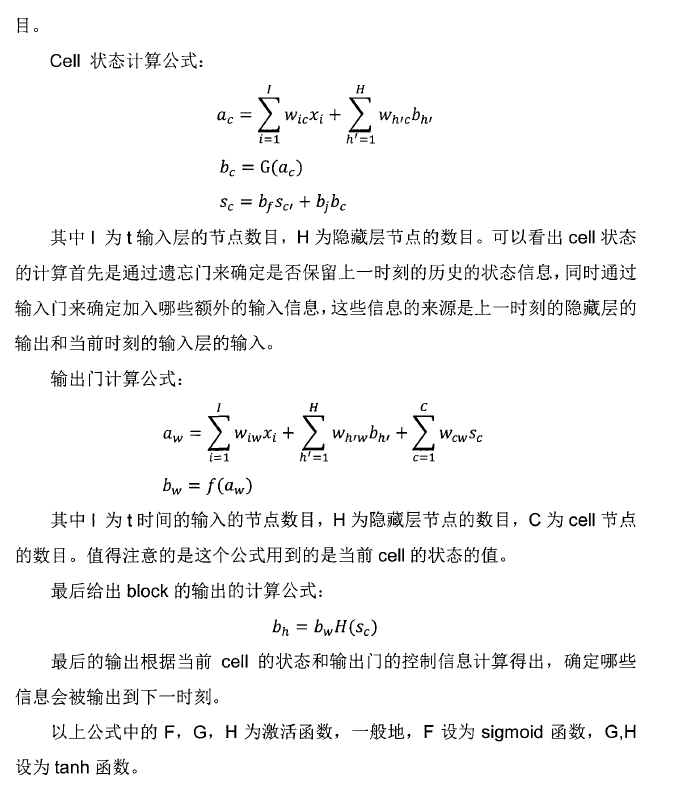 目。
Cell 状态计算公式：
a_c = \sum_{i=1}^{I} w_{ic}x_i + \sum_{h'=1}^{H} w_{h'c}b_{h'}
b_c = G(a_c)
s_c = b_f s_{c'} + b_j b_c
其中 I 为 t 输入层的节点数目，H 为隐藏层节点的数目。可以看出 cell 状态
的计算首先是通过遗忘门来确定是否保留上一时刻的历史的状态信息，同时通过
输入门来确定加入哪些额外的输入信息，这些信息的来源是上一时刻的隐藏层的
输出和当前时刻的输入层的输入。
输出门计算公式：
a_w = \sum_{i=1}^{I} w_{iw}x_i + \sum_{h'=1}^{H} w_{h'w}b_{h'} + \sum_{c=1}^{C} w_{cw}s_c
b_w = f(a_w)
其中 I 为 t 时间的输入的节点数目，H 为隐藏层节点的数目，C 为 cell 节点
的数目。值得注意的是这个公式用到的是当前 cell 的状态的值。
最后给出 block 的输出的计算公式：
b_h = b_w H(s_c)
最后的输出根据当前 cell 的状态和输出门的控制信息计算得出，确定哪些
信息会被输出到下一时刻。
以上公式中的 F，G，H 为激活函数，一般地，F 设为 sigmoid 函数，G,H
设为 tanh 函数。